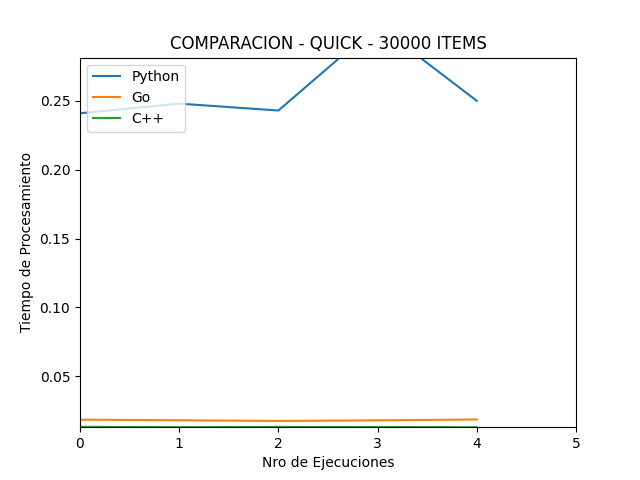 COMPARACION - QUICK - 30000 ITEMS
Python
Go
C++
Tiempo de Procesamiento
0.25
0.20
0.15
0.10
0.05
0 1 2 3 4 5
Nro de Ejecuciones